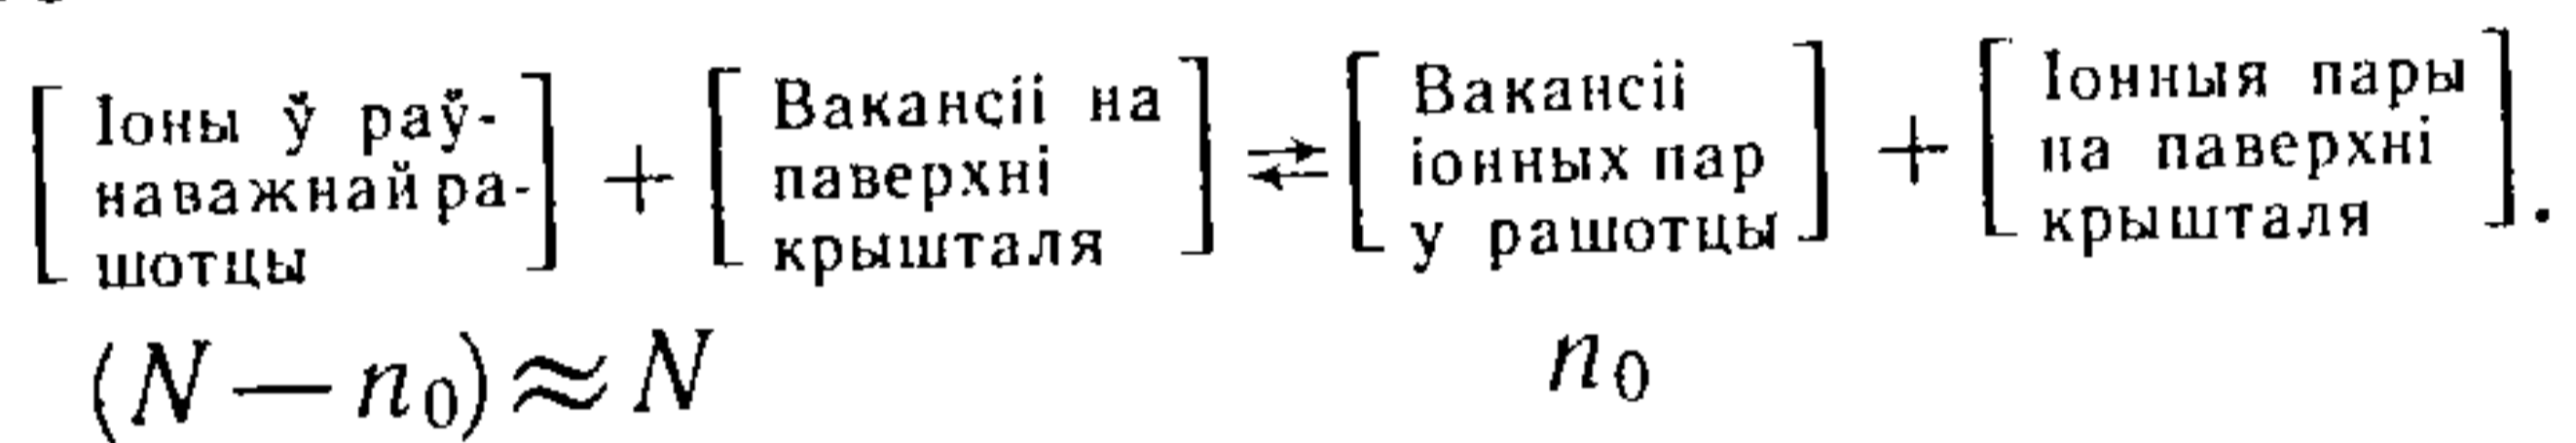 [Іоны ў раў-наважнай ра-шотцы] + [Вакансіі на паверхні крышталя] ⇄ [Вакансіі іонных пар у рашотцы] + [Іонныя пары на паверхні крышталя].
(N — n₀) ≈ N n₀